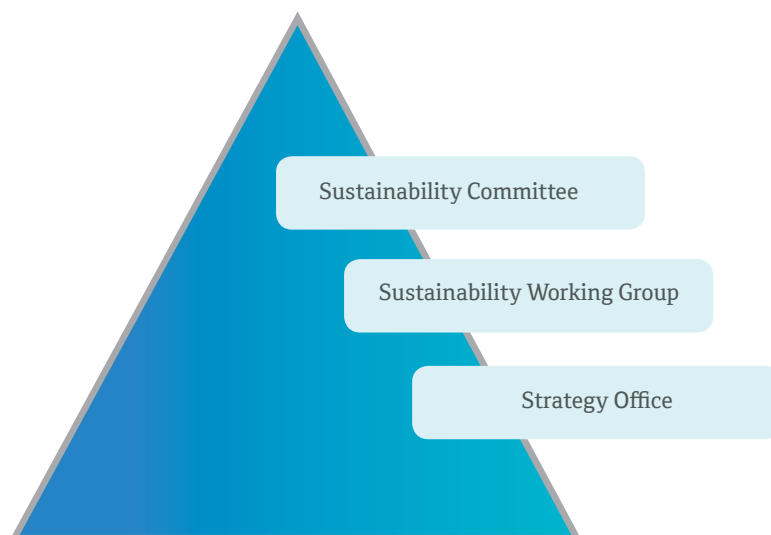 Sustainability Committee
Sustainability Working Group
Strategy Office